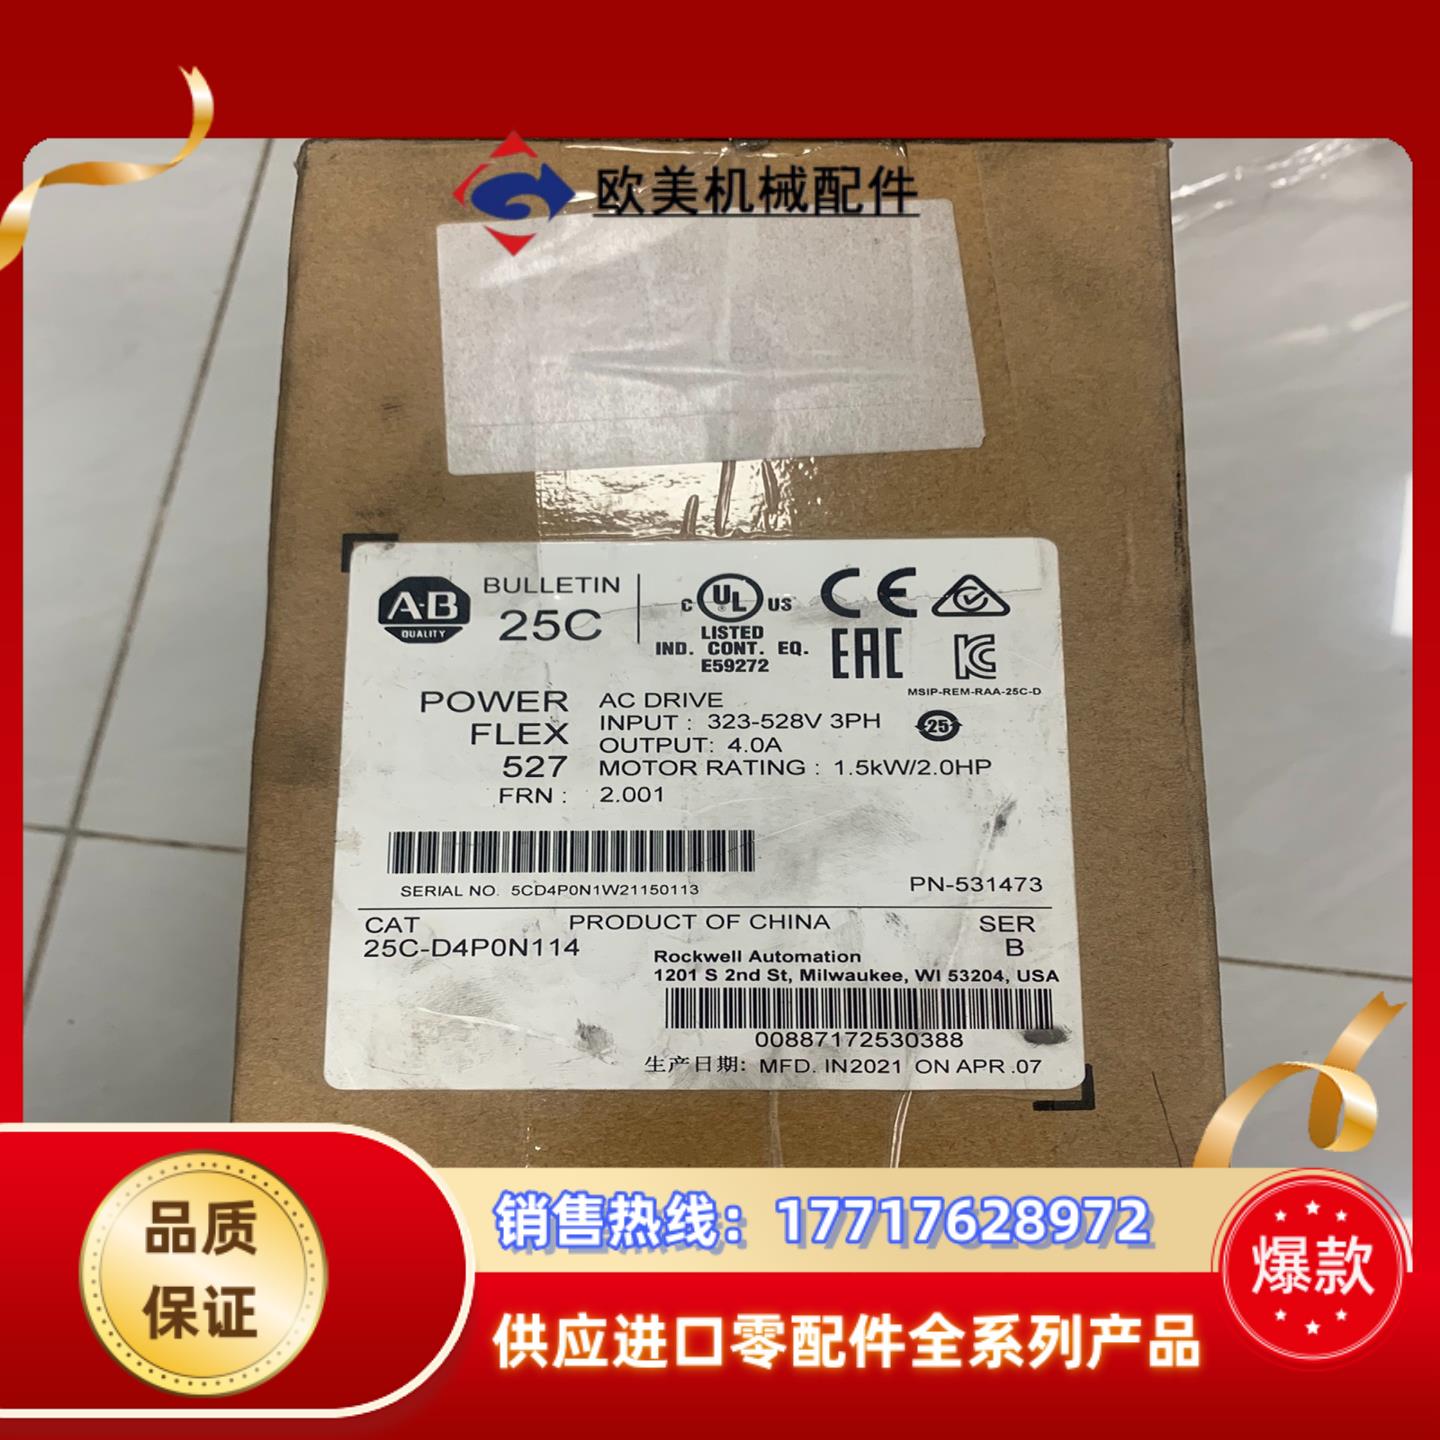 欧美机械配件
A-B
QUALITY
BULLETIN
25C
C UL US
LISTED
IND. CONT. EQ.
E59272
CE
EAC
KC
MSIP-REM-RAA-25C-D
25
POWER
FLEX
527
AC DRIVE
INPUT : 323-528V 3PH
OUTPUT: 4.0A
MOTOR RATING : 1.5kW/2.0HP
FRN : 2.001
SERIAL NO. 5CD4P0N1W21150113
PN-531473
CAT
25C-D4P0N114
PRODUCT OF CHINA
SER
B
Rockwell Automation
1201 S 2nd St, Milwaukee, WI 53204, USA
00887172530388
生产日期: MFD. IN2021 ON APR .07
品质
保证
销售热线：17717628972
供应进口零配件全系列产品
爆款